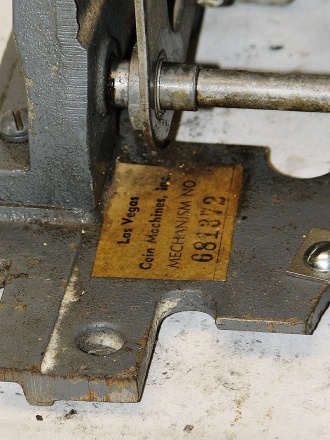 Las Vegas
Coin Machines, Inc.
MECHANISM NO
681372